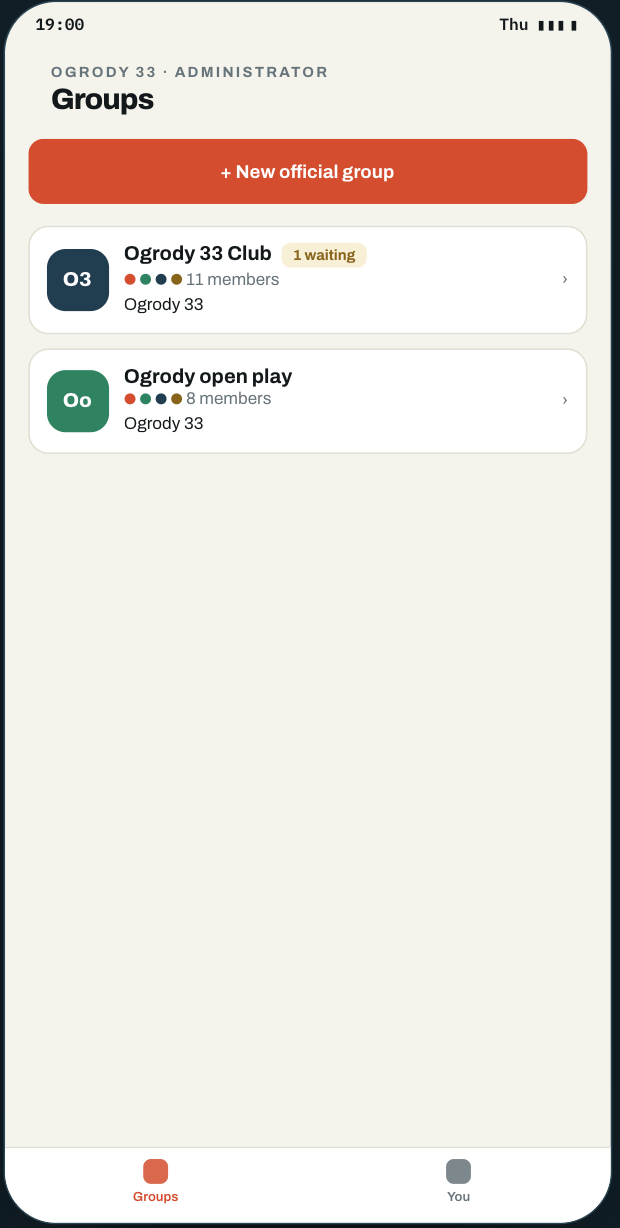 19:00 Thu
OGRODY 33 · ADMINISTRATOR
Groups
+ New official group
O3
Ogrody 33 Club 1 waiting
11 members
Ogrody 33
Oo
Ogrody open play
8 members
Ogrody 33
Groups You